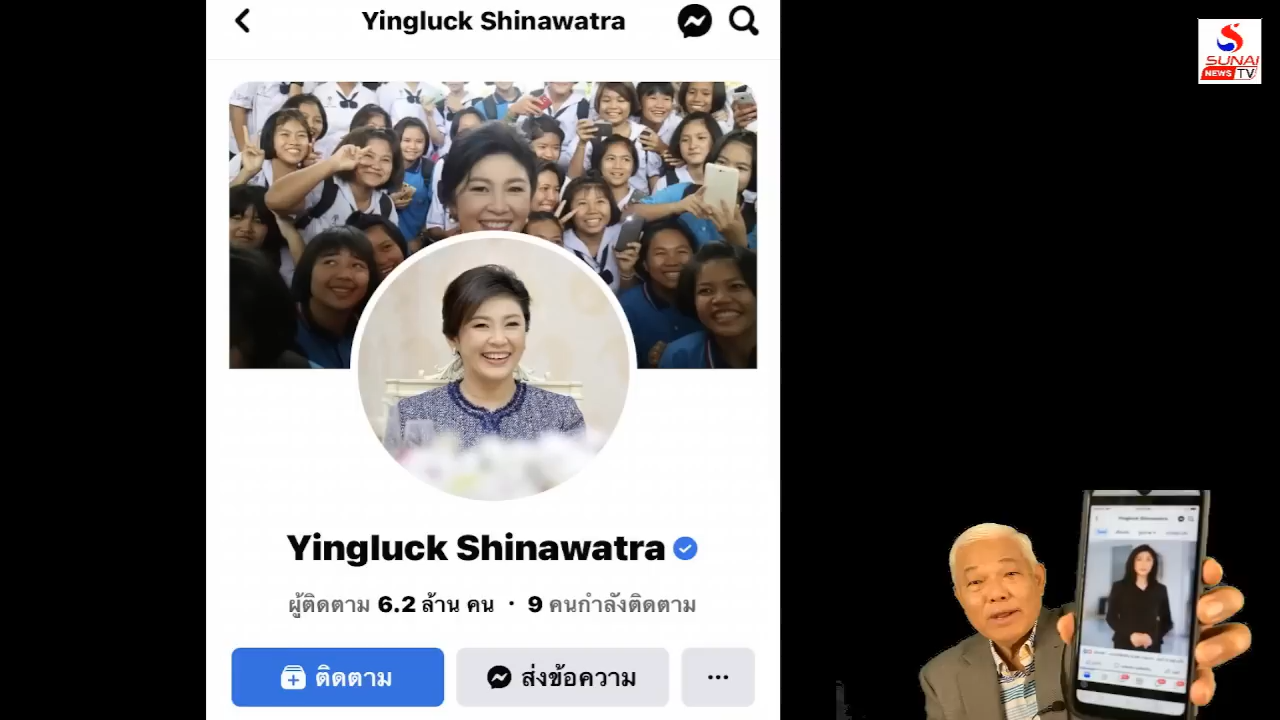 Yingluck Shinawatra
SUNAI
NEWS TV
Yingluck Shinawatra
ผู้ติดตาม 6.2 ล้าน คน · 9 คนกำลังติดตาม
ติดตาม
ส่งข้อความ
Yingluck Shinawatra